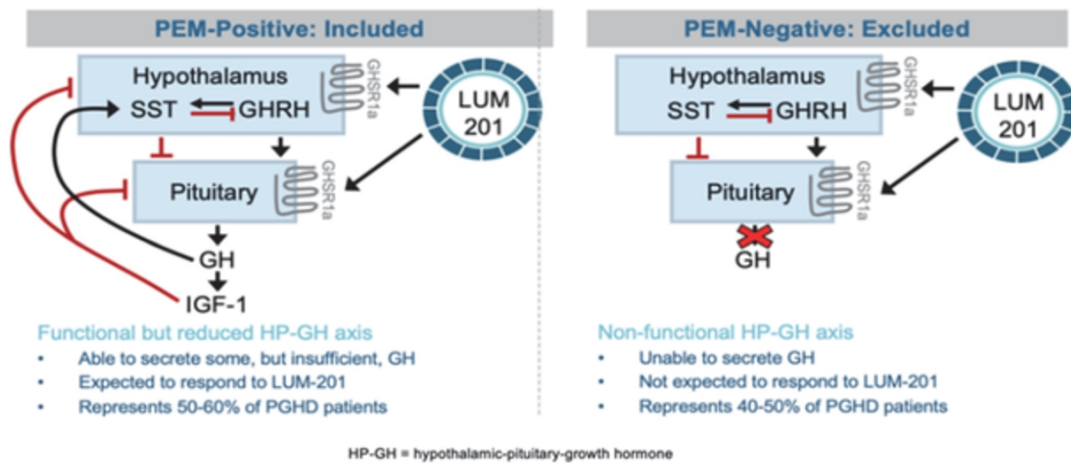 PEM-Positive: Included
Hypothalamus
SST
GHRH
GHSR1a
LUM
201
Pituitary
GHSR1a
GH
IGF-1
Functional but reduced HP-GH axis
• Able to secrete some, but insufficient, GH
• Expected to respond to LUM-201
• Represents 50-60% of PGHD patients
PEM-Negative: Excluded
Hypothalamus
SST
GHRH
GHSR1a
LUM
201
Pituitary
GHSR1a
GH
Non-functional HP-GH axis
• Unable to secrete GH
• Not expected to respond to LUM-201
• Represents 40-50% of PGHD patients
HP-GH = hypothalamic-pituitary-growth hormone